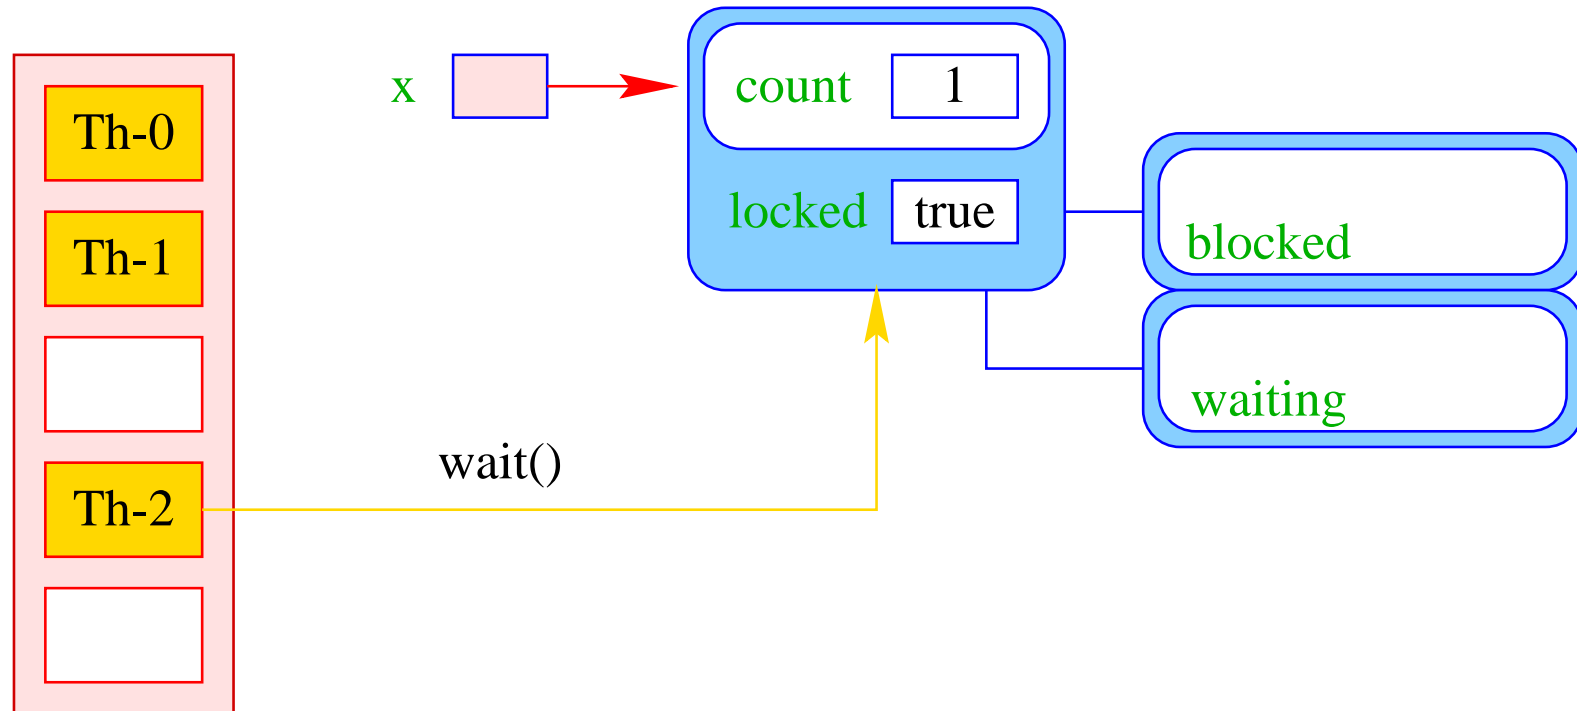 Th-0
Th-1
Th-2
wait()
x
count 1
locked true
blocked
waiting